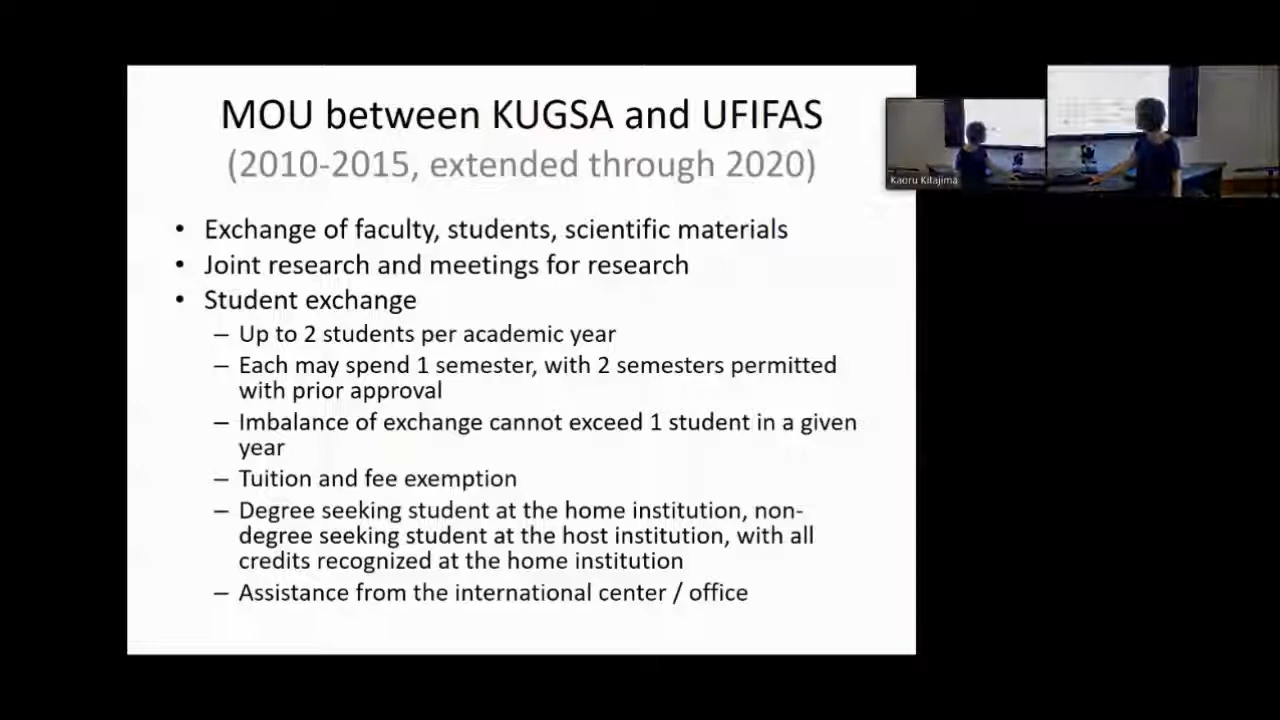 MOU between KUGSA and UFIFAS
(2010-2015, extended through 2020)
• Exchange of faculty, students, scientific materials
• Joint research and meetings for research
• Student exchange
– Up to 2 students per academic year
– Each may spend 1 semester, with 2 semesters permitted
with prior approval
– Imbalance of exchange cannot exceed 1 student in a given
year
– Tuition and fee exemption
– Degree seeking student at the home institution, non-
degree seeking student at the host institution, with all
credits recognized at the home institution
– Assistance from the international center / office
Kaoru Kitajima